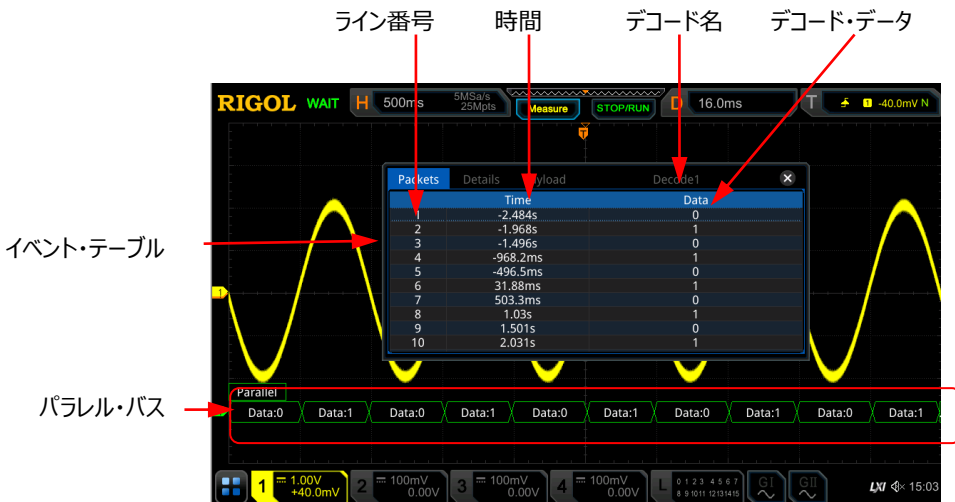 ライン番号 時間 デコード名 デコード・データ
RIGOL WAIT H 500ms 5MSa/s Measure STOP/RUN D 16.0ms T 1 -40.0mV N
25Mpts
T
Packets Details Payload Decode1
Time Data
1 -2.484s 0
2 -1.968s 1
3 -1.496s 0
イベント・テーブル
4 -968.2ms 1
5 -496.5ms 0
6 31.88ms 1
7 503.3ms 0
8 1.03s 1
9 1.501s 0
10 2.031s 1
1
Parallel
パラレル・バス
Data:0 Data:1 Data:0 Data:1 Data:0 Data:1 Data:0 Data:1 Data:0 Data:1
1 1.00V 2 100mV 3 100mV 4 100mV L 0 1 2 3 4 5 6 7 GI GII LXI 15:03
+40.0mV 0.00V 0.00V 0.00V 8 9 10 11 12 13 14 15